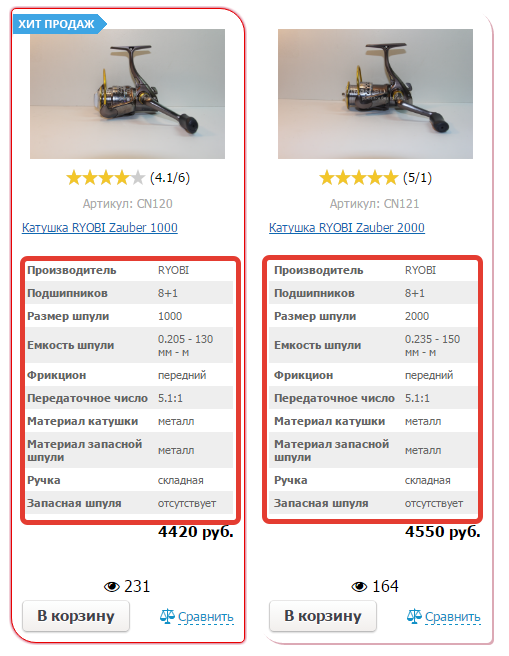 ХИТ ПРОДАЖ
(4.1/6)
Артикул: CN120
Катушка RYOBI Zauber 1000
Производитель RYOBI
Подшипников 8+1
Размер шпули 1000
Емкость шпули 0.205 - 130
мм - м
Фрикцион передний
Передаточное число 5.1:1
Материал катушки металл
Материал запасной
шпули металл
Ручка складная
Запасная шпуля отсутствует
4420 руб.
231
В корзину Сравнить
(5/1)
Артикул: CN121
Катушка RYOBI Zauber 2000
Производитель RYOBI
Подшипников 8+1
Размер шпули 2000
Емкость шпули 0.235 - 150
мм - м
Фрикцион передний
Передаточное число 5.1:1
Материал катушки металл
Материал запасной
шпули металл
Ручка складная
Запасная шпуля отсутствует
4550 руб.
164
В корзину Сравнить